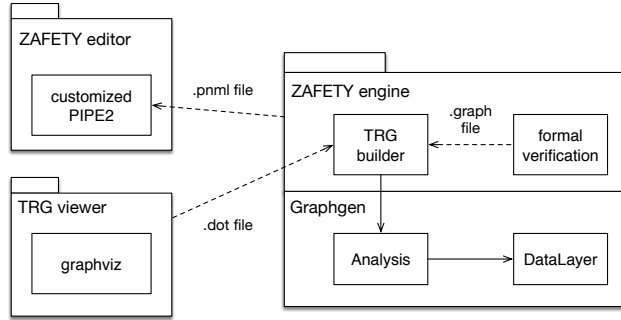 ZAFETY editor
customized
PIPE2
.pnml file
ZAFETY engine
TRG
builder
.graph
file
formal
verification
TRG viewer
graphviz
.dot file
Graphgen
Analysis
DataLayer